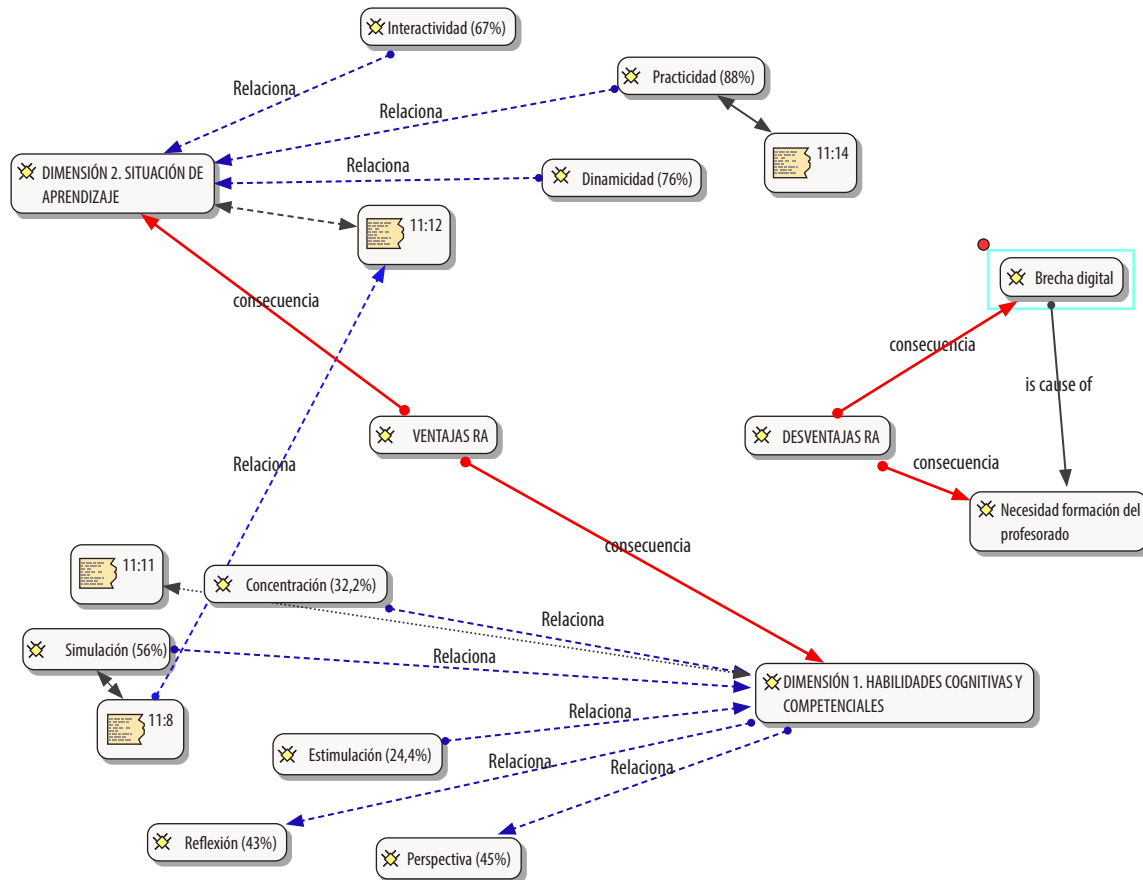 Interactividad (67%)
Relaciona
Practicidad (88%)
Relaciona
11:14
DIMENSIÓN 2. SITUACIÓN DE
APRENDIZAJE
Relaciona
Dinamicidad (76%)
11:12
Brecha digital
consecuencia
consecuencia
is cause of
VENTAJAS RA
DESVENTAJAS RA
Relaciona
consecuencia
Necesidad formación del
profesorado
consecuencia
11:11
Concentración (32,2%)
Relaciona
Simulación (56%)
Relaciona
DIMENSIÓN 1. HABILIDADES COGNITIVAS Y
COMPETENCIALES
11:8
Relaciona
Estimulación (24,4%)
Relaciona
Relaciona
Reflexión (43%)
Perspectiva (45%)